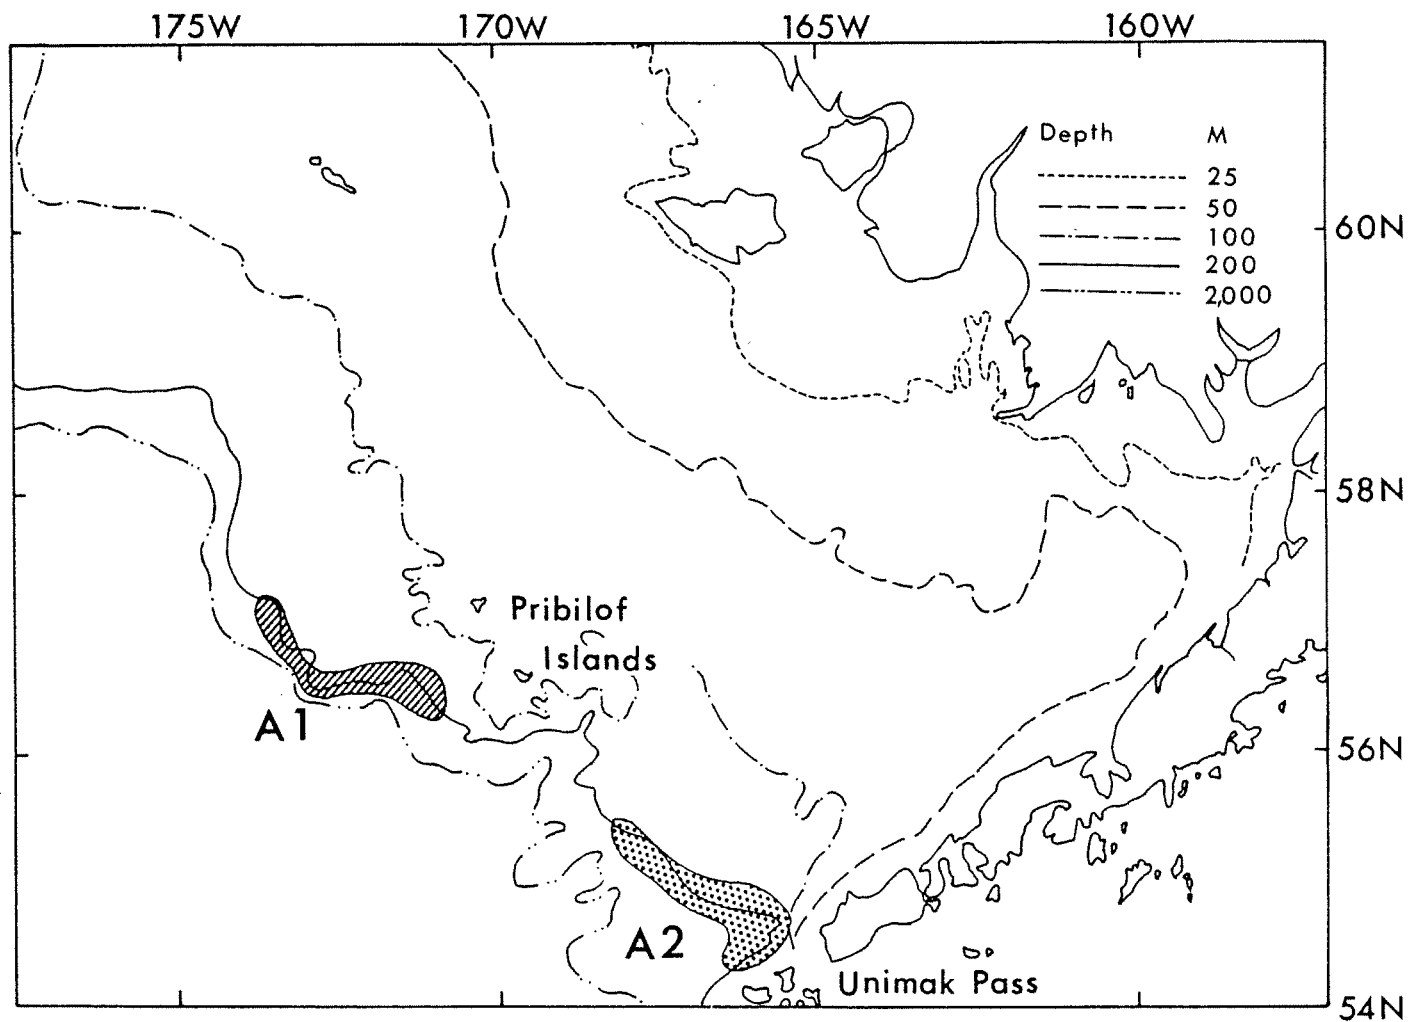 175W 170W 165W 160W
Depth M
25
50
100
200
2,000
60N
58N
Pribilof
Islands
A1
56N
A2
Unimak Pass
54N